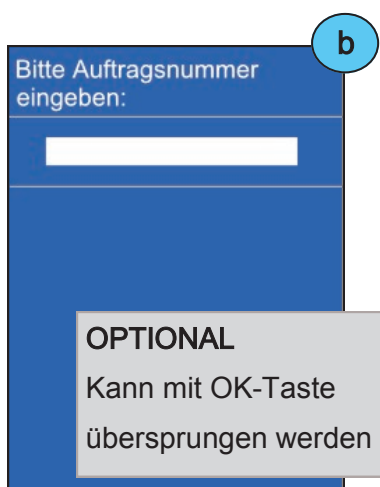 b
Bitte Auftragsnummer
eingeben:
OPTIONAL
Kann mit OK-Taste
übersprungen werden